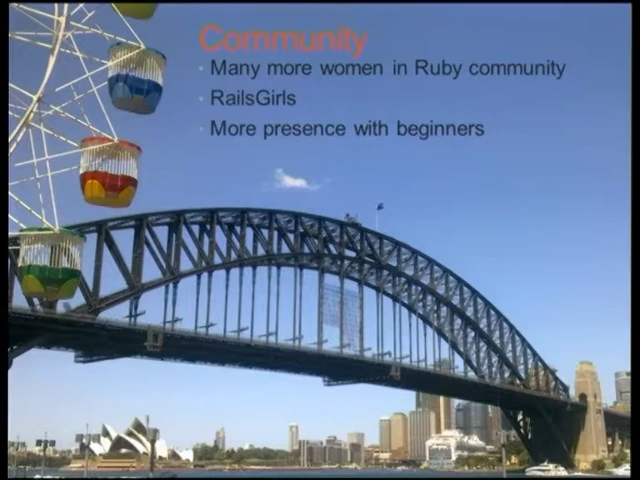 Community
Many more women in Ruby community
RailsGirls
More presence with beginners